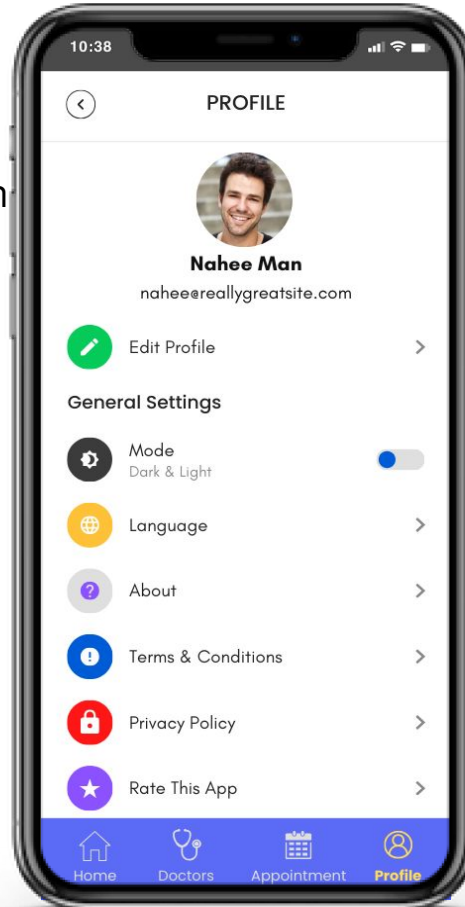 10:38
PROFILE
Nahee Man
nahee@reallygreatsite.com
Edit Profile
General Settings
Mode
Dark & Light
Language
About
Terms & Conditions
Privacy Policy
Rate This App
Home Doctors Appointment Profile